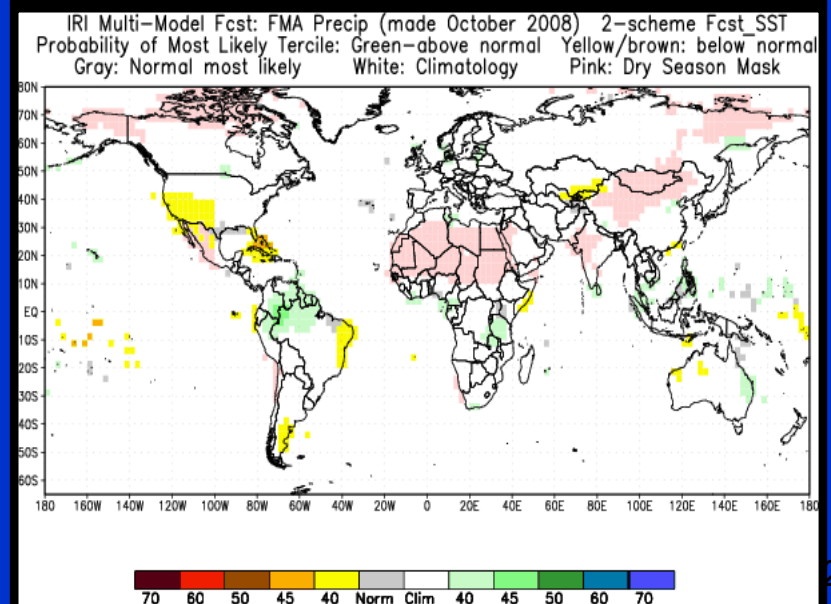 IRI Multi-Model Fcst: FMA Precip (made October 2008) 2-scheme Fcst_SST
Probability of Most Likely Tercile: Green-above normal Yellow/brown: below normal
Gray: Normal most likely White: Climatology Pink: Dry Season Mask
80N
70N
60N
50N
40N
30N
20N
10N
EQ
10S
20S
30S
40S
50S
60S
180 160W 140W 120W 100W 80W 60W 40W 20W 0 20E 40E 60E 80E 100E 120E 140E 160E 180
70 60 50 45 40 Norm Clim 40 45 50 60 70